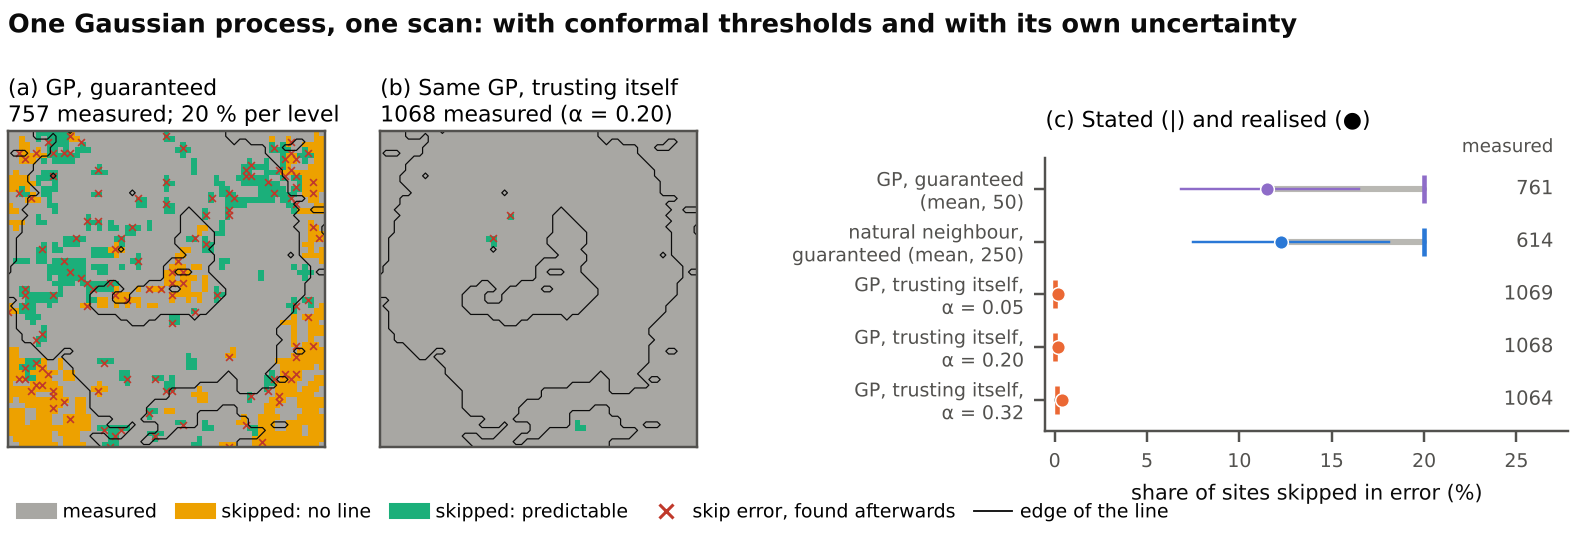 One Gaussian process, one scan: with conformal thresholds and with its own uncertainty
(a) GP, guaranteed
757 measured; 20 % per level
(b) Same GP, trusting itself
1068 measured (α = 0.20)
(c) Stated (|) and realised (●)
measured
GP, guaranteed
(mean, 50)
761
natural neighbour,
guaranteed (mean, 250)
614
GP, trusting itself,
α = 0.05
1069
GP, trusting itself,
α = 0.20
1068
GP, trusting itself,
α = 0.32
1064
0 5 10 15 20 25
share of sites skipped in error (%)
measured skipped: no line skipped: predictable skip error, found afterwards edge of the line